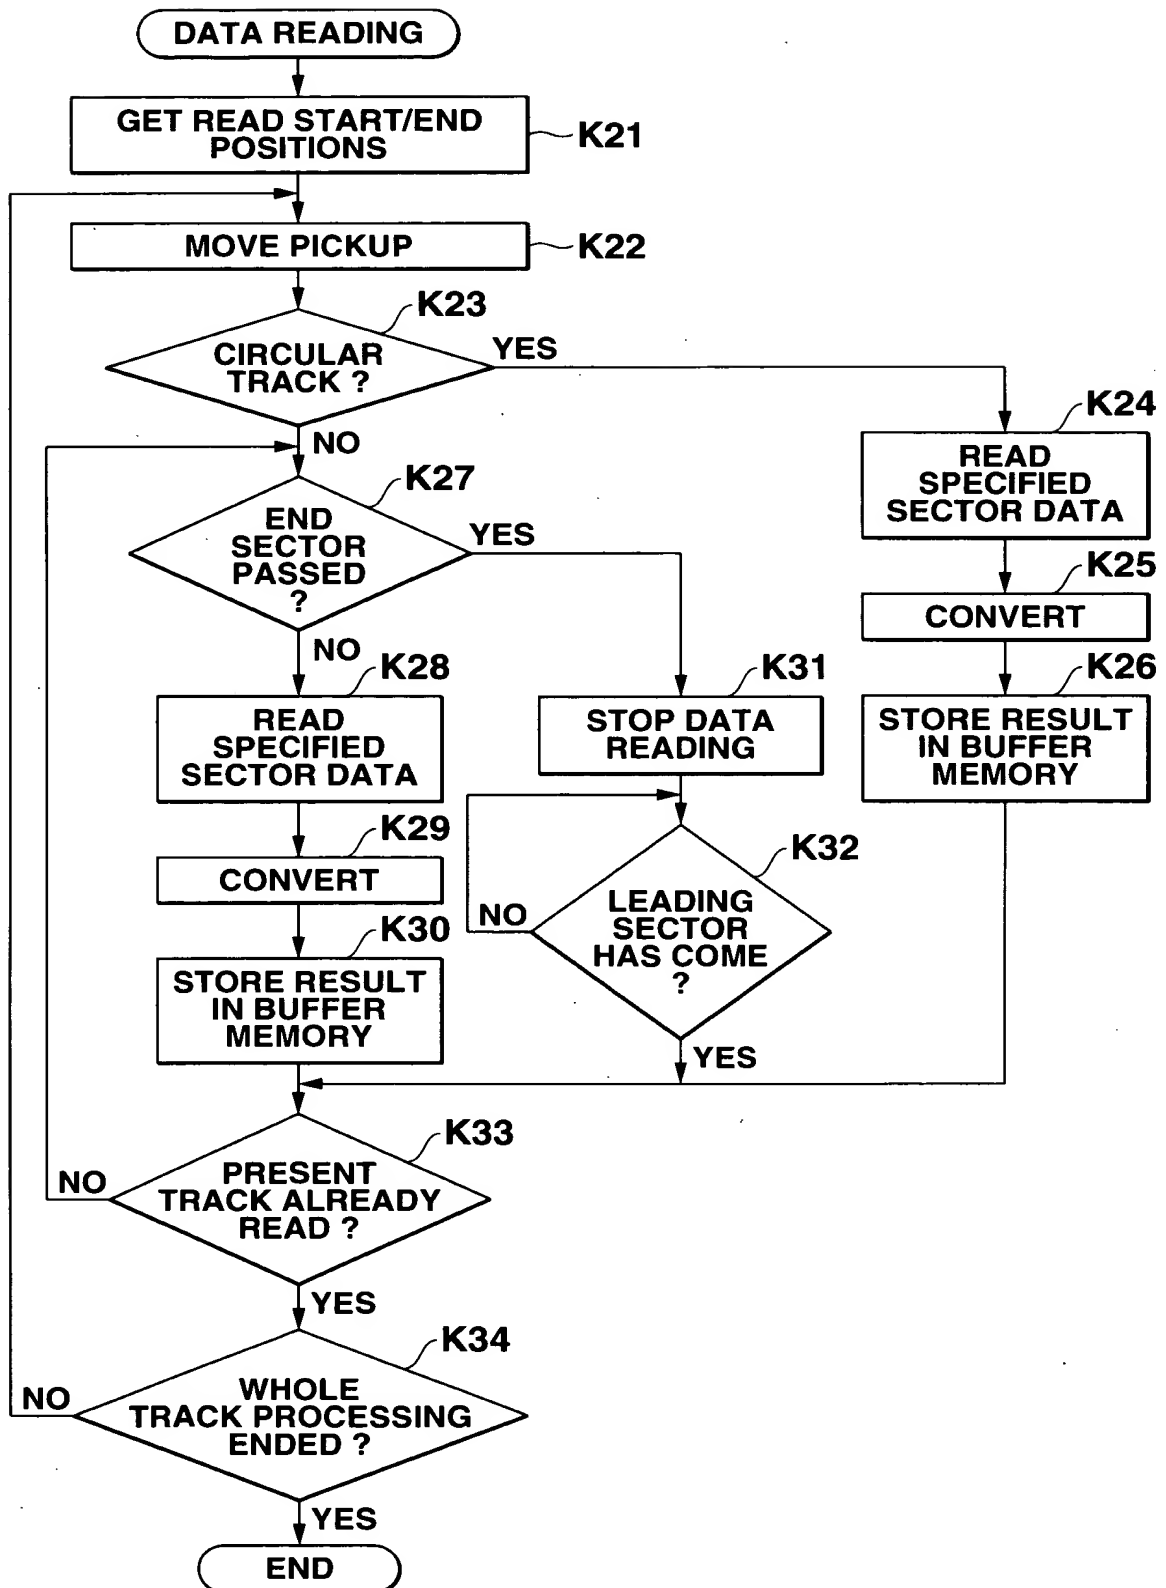 DATA READING
GET READ START/END
POSITIONS
K21
MOVE PICKUP
K22
K23
CIRCULAR
TRACK ?
YES
NO
K24
READ
SPECIFIED
SECTOR DATA
K25
CONVERT
K26
STORE RESULT
IN BUFFER
MEMORY
K27
END
SECTOR
PASSED
?
YES
NO
K28
READ
SPECIFIED
SECTOR DATA
K29
CONVERT
K30
STORE RESULT
IN BUFFER
MEMORY
K31
STOP DATA
READING
K32
LEADING
SECTOR
HAS COME
?
NO
YES
K33
PRESENT
TRACK ALREADY
READ ?
NO
YES
K34
WHOLE
TRACK PROCESSING
ENDED ?
NO
YES
END